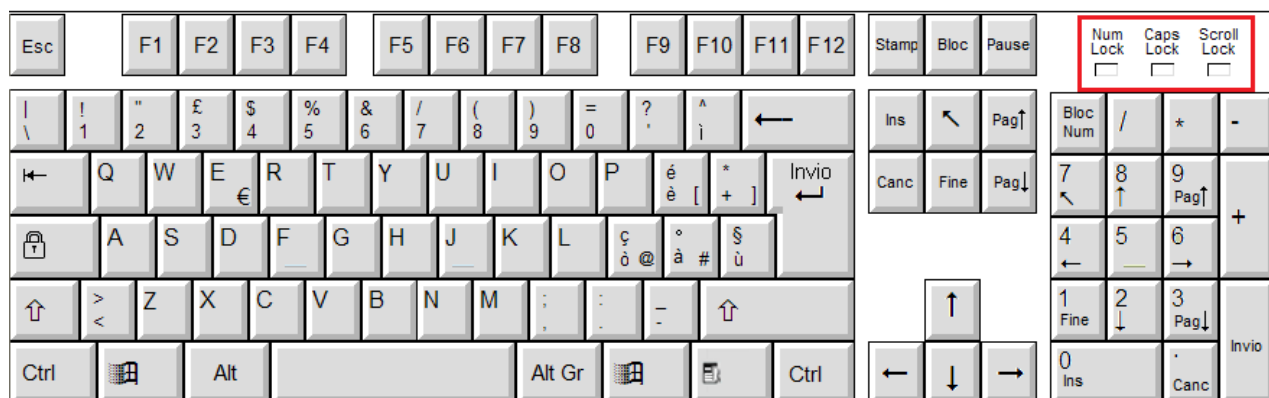 Esc F1 F2 F3 F4 F5 F6 F7 F8 F9 F10 F11 F12 Stamp Bloc Pause
Num Lock Caps Lock Scroll Lock
| \ ! 1 " 2 £ 3 $ 4 % 5 & 6 / 7 ( 8 ) 9 = 0 ? ' ^ ì ← Ins ↖ Pag↑ Bloc Num / * -
Q W E € R T Y U I O P é è [ * + ] Invio Canc Fine Pag↓ 7 ↖ 8 ↑ 9 Pag↑ +
A S D F G H J K L ç ò @ ° à # § ù 4 ← 5 6 →
⇧ > < Z X C V B N M ; , : . _ - ⇧ ↑ 1 Fine 2 ↓ 3 Pag↓ Invio
Ctrl Alt Alt Gr Ctrl ← ↓ → 0 Ins . Canc